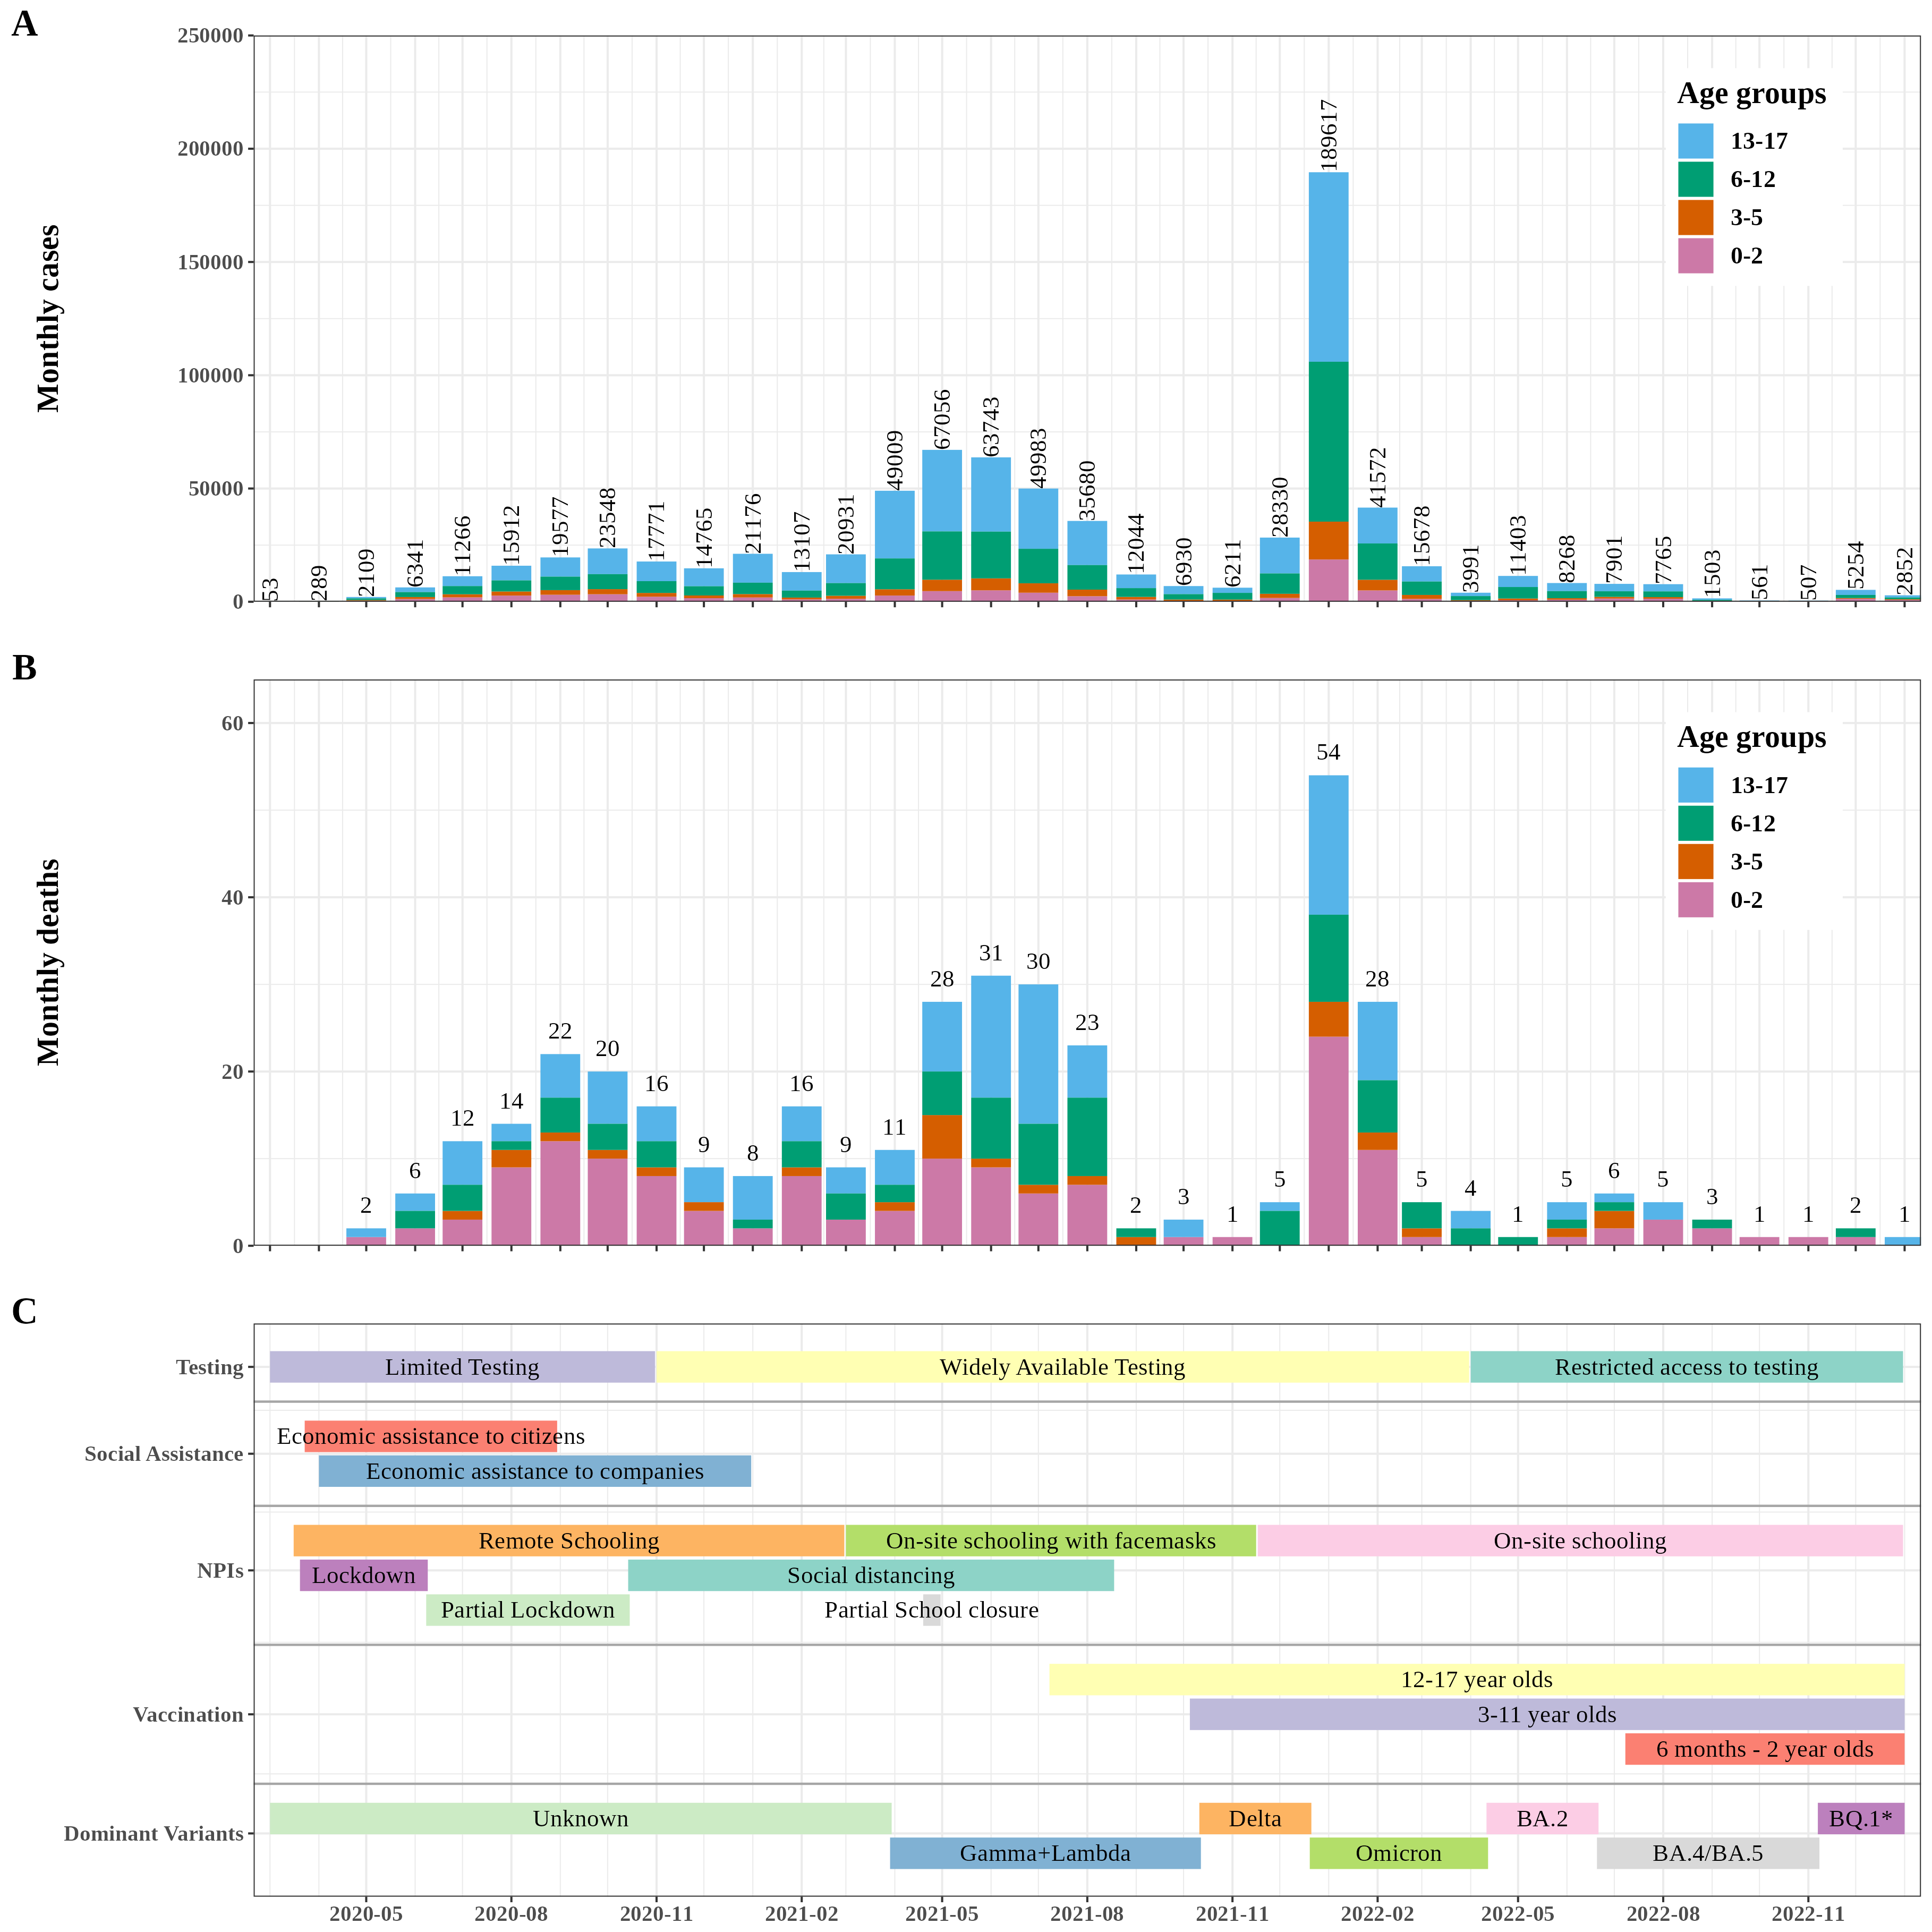 A
Monthly cases
250000
200000
150000
100000
50000
0
Age groups
13-17
6-12
3-5
0-2
53
289
2109
6341
11266
15912
19577
23548
17771
14765
21176
13107
20931
49009
67056
63743
49983
35680
12044
6930
6211
28330
189617
41572
15678
3991
11403
8268
7901
7765
1503
561
507
5254
2852
B
Monthly deaths
60
40
20
0
Age groups
13-17
6-12
3-5
0-2
2
6
12
14
22
20
16
9
8
16
9
11
28
31
30
23
2
3
1
5
54
28
5
4
1
5
6
5
3
1
1
2
1
C
Testing
Limited Testing
Widely Available Testing
Restricted access to testing
Social Assistance
Economic assistance to citizens
Economic assistance to companies
NPIs
Remote Schooling
On-site schooling with facemasks
On-site schooling
Lockdown
Social distancing
Partial Lockdown
Partial School closure
Vaccination
12-17 year olds
3-11 year olds
6 months - 2 year olds
Dominant Variants
Unknown
Delta
BA.2
BQ.1*
Gamma+Lambda
Omicron
BA.4/BA.5
2020-05
2020-08
2020-11
2021-02
2021-05
2021-08
2021-11
2022-02
2022-05
2022-08
2022-11